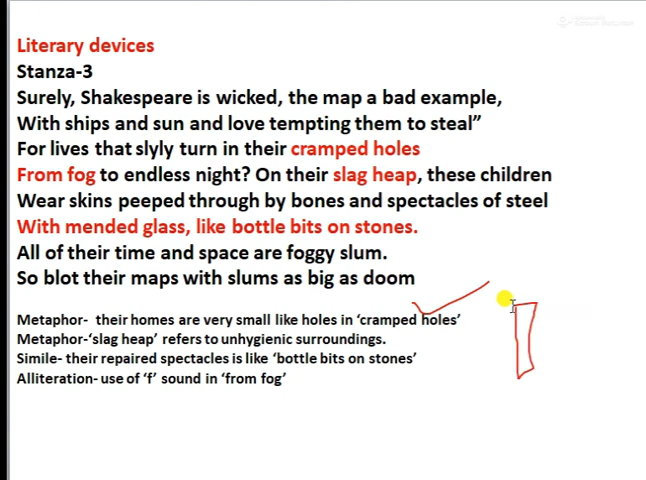 Literary devices
Stanza-3
Surely, Shakespeare is wicked, the map a bad example,
With ships and sun and love tempting them to steal”
For lives that slyly turn in their cramped holes
From fog to endless night? On their slag heap, these children
Wear skins peeped through by bones and spectacles of steel
With mended glass, like bottle bits on stones.
All of their time and space are foggy slum.
So blot their maps with slums as big as doom
Metaphor- their homes are very small like holes in ‘cramped holes’
Metaphor-‘slag heap’ refers to unhygienic surroundings.
Simile- their repaired spectacles is like ‘bottle bits on stones’
Alliteration- use of ‘f’ sound in ‘from fog’